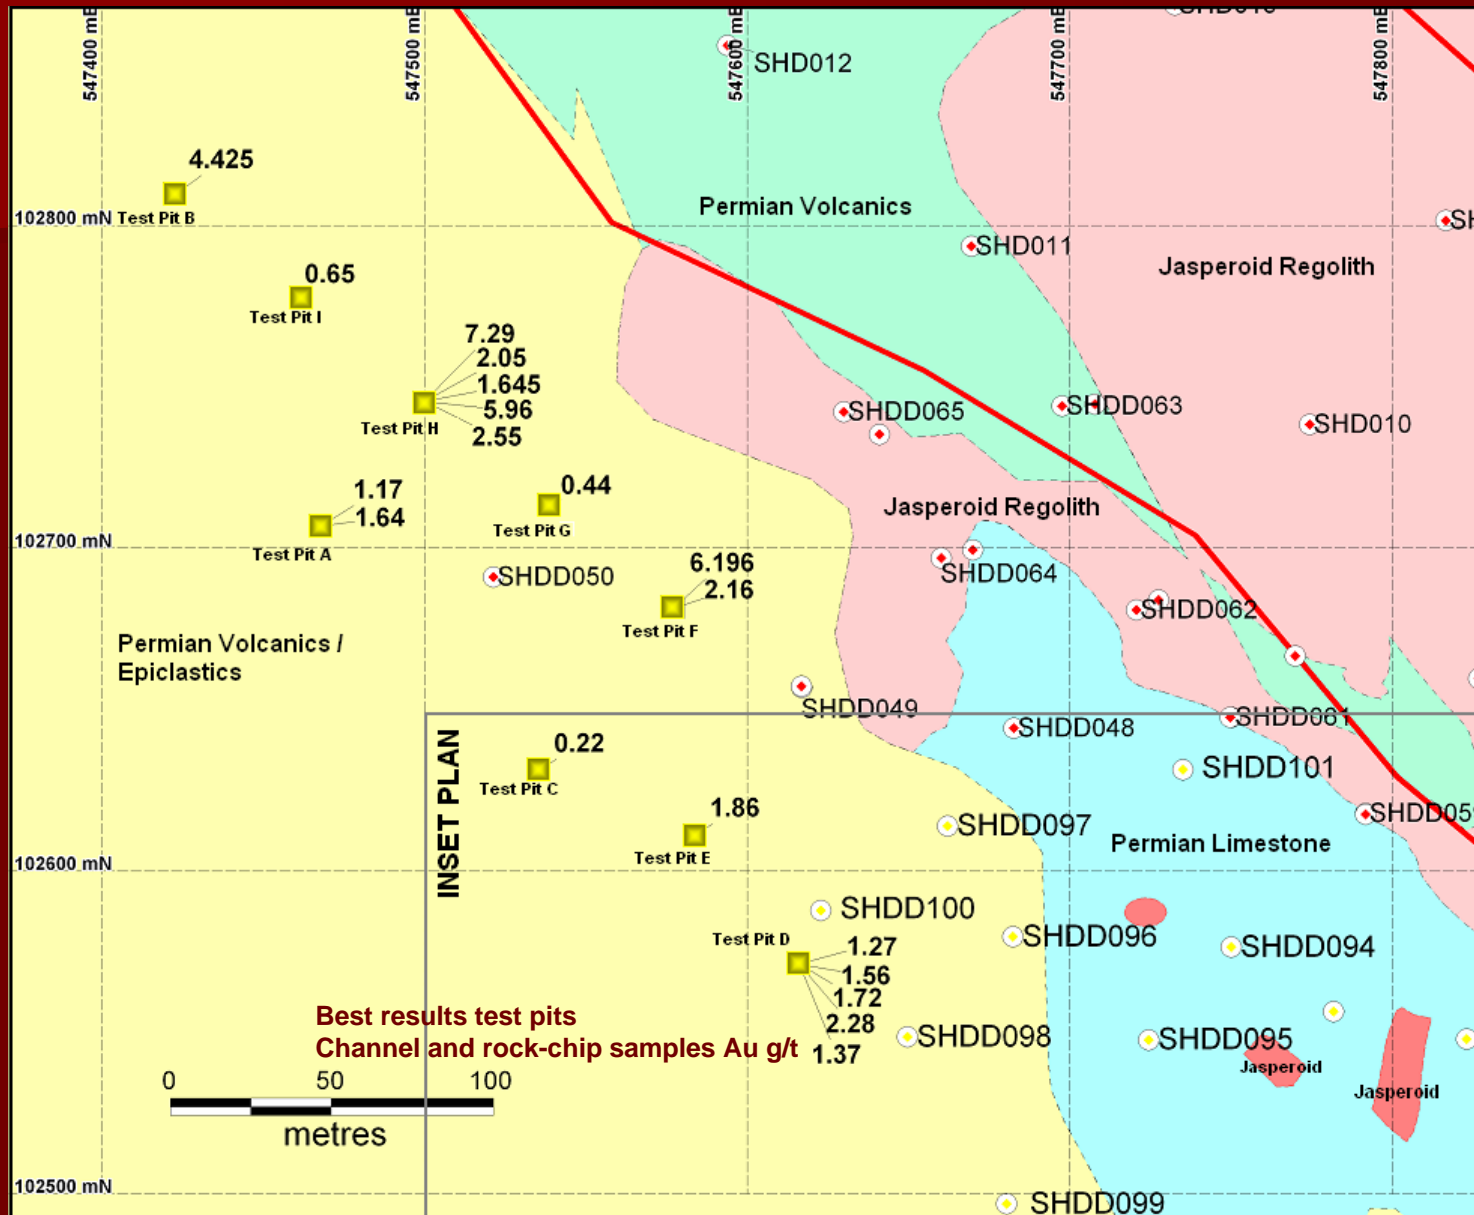 547400 mE
547500 mE
547600 mE
547700 mE
547800 mE
SHD012
4.425
Test Pit B
102800 mN
Permian Volcanics
SHD011
Jasperoid Regolith
0.65
Test Pit I
7.29
2.05
1.645
5.96
2.55
Test Pit H
SHDD065
SHDD063
SHD010
0.44
Test Pit G
1.17
1.64
Test Pit A
Jasperoid Regolith
102700 mN
SHDD050
6.196
2.16
Test Pit F
SHDD064
SHDD062
Permian Volcanics /
Epiclastics
SHDD049
SHDD048
SHDD061
INSET PLAN
0.22
Test Pit C
SHDD101
1.86
Test Pit E
SHDD097
SHDD059
Permian Limestone
102600 mN
SHDD100
Test Pit D
1.27
1.56
1.72
2.28
1.37
SHDD096
SHDD094
SHDD098
SHDD095
Jasperoid
Jasperoid
Best results test pits
Channel and rock-chip samples Au g/t
0 50 100
metres
102500 mN
SHDD099